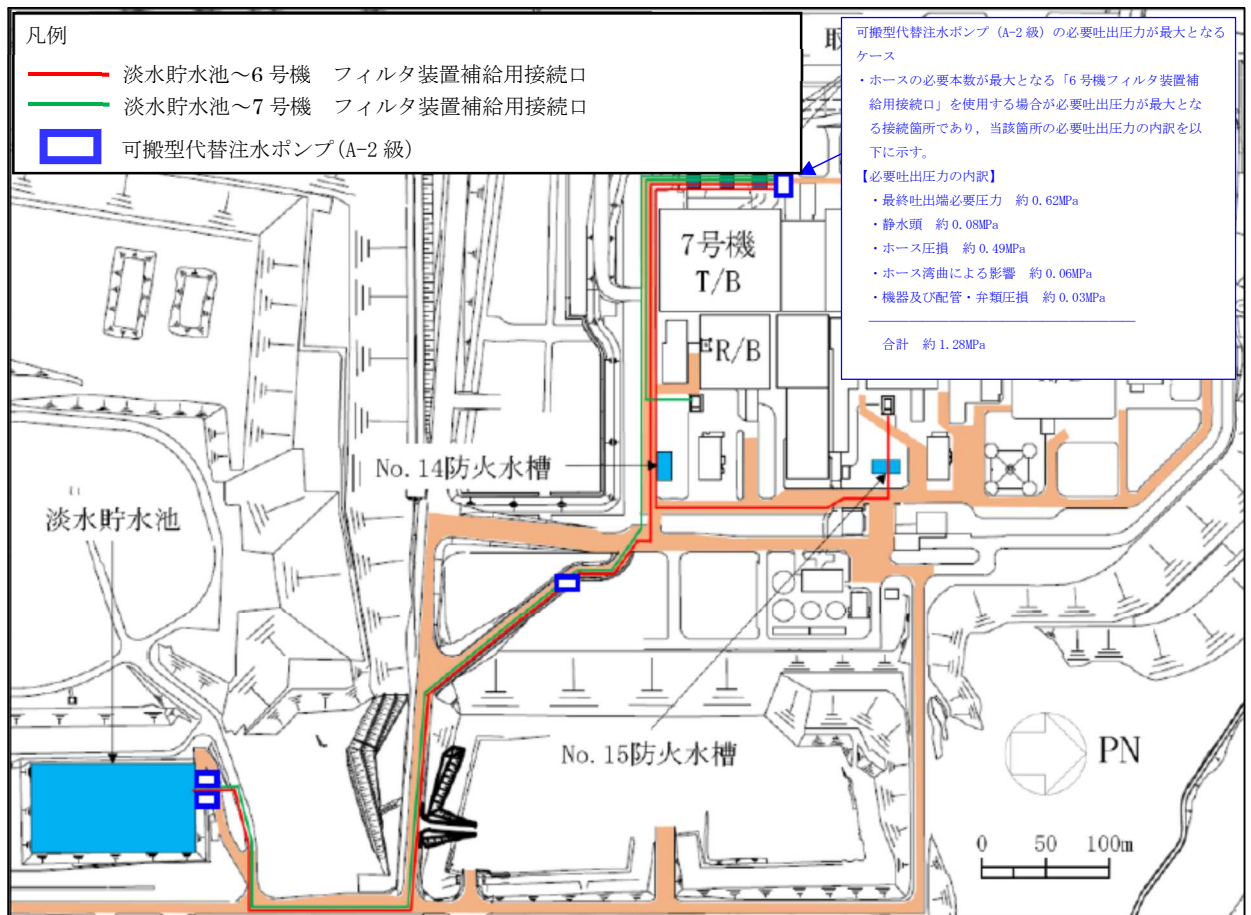 凡例
淡水貯水池～6 号機　フィルタ装置補給用接続口
淡水貯水池～7 号機　フィルタ装置補給用接続口
可搬型代替注水ポンプ(A-2 級)
取
可搬型代替注水ポンプ（A-2 級）の必要吐出圧力が最大となる
ケース
・ホースの必要本数が最大となる「6 号機フィルタ装置補
給用接続口」を使用する場合が必要吐出圧力が最大とな
る接続箇所であり，当該箇所の必要吐出圧力の内訳を以
下に示す。
【必要吐出圧力の内訳】
・最終吐出端必要圧力　約 0.62MPa
・静水頭　約 0.08MPa
・ホース圧損　約 0.49MPa
・ホース湾曲による影響　約 0.06MPa
・機器及び配管・弁類圧損　約 0.03MPa
合計　約 1.28MPa
7号機
T/B
R/B
No. 14防火水槽
淡水貯水池
No. 15防火水槽
PN
0　50　100m